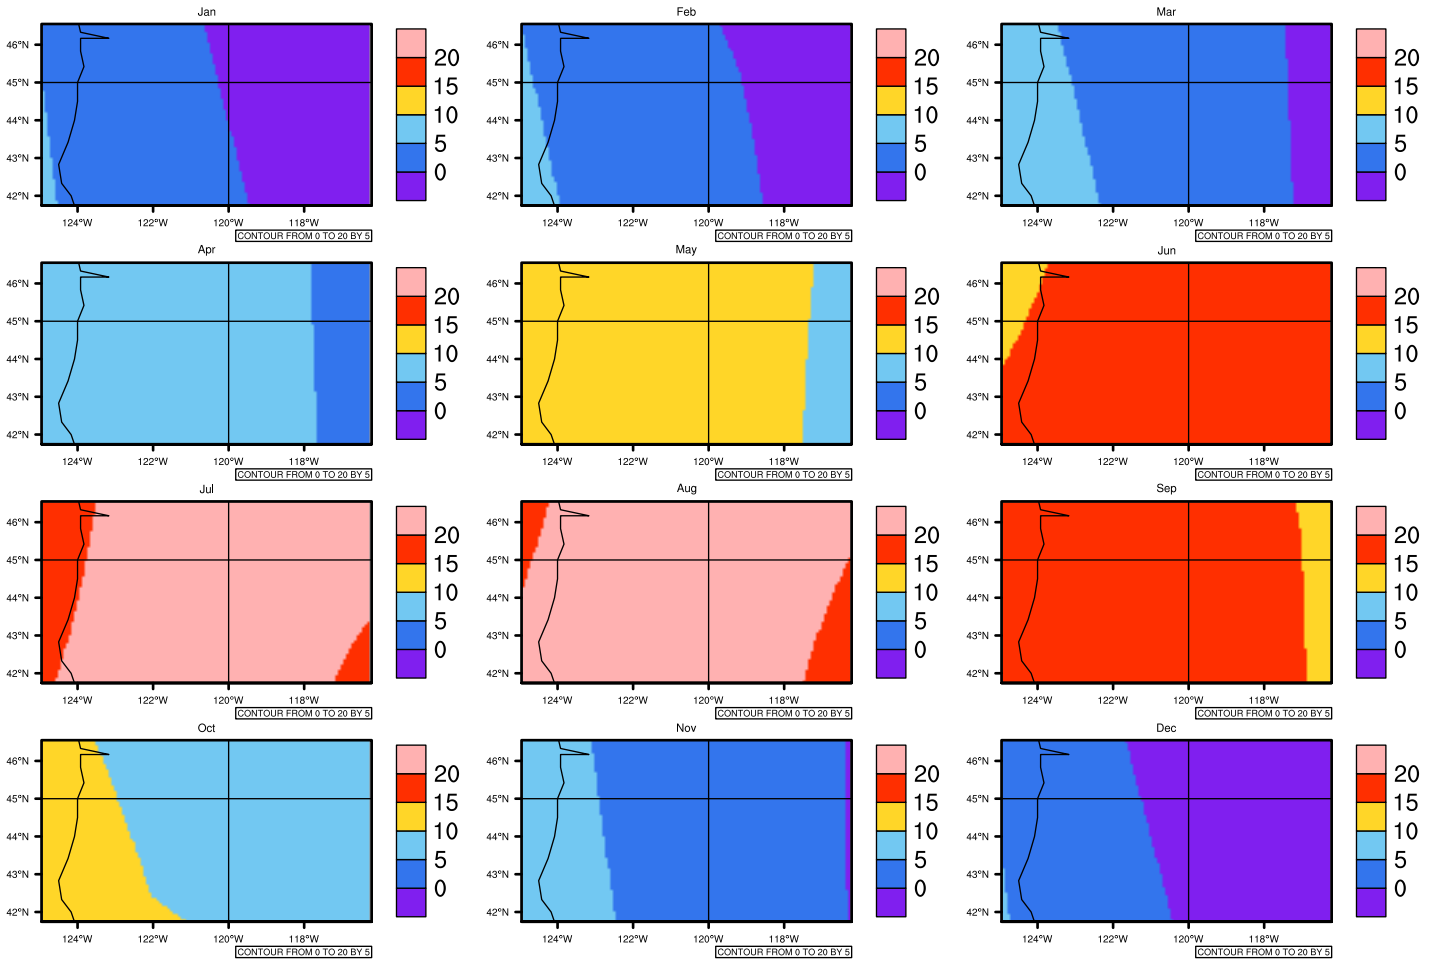 Jan Feb Mar
46°N 20 46°N 20 46°N 20
45°N 15 45°N 15 45°N 15
44°N 10 44°N 10 44°N 10
43°N 5 43°N 5 43°N 5
42°N 0 42°N 0 42°N 0
124°W 122°W 120°W 118°W 124°W 122°W 120°W 118°W 124°W 122°W 120°W 118°W
CONTOUR FROM 0 TO 20 BY 5 CONTOUR FROM 0 TO 20 BY 5 CONTOUR FROM 0 TO 20 BY 5
Apr May Jun
46°N 20 46°N 20 46°N 20
45°N 15 45°N 15 45°N 15
44°N 10 44°N 10 44°N 10
43°N 5 43°N 5 43°N 5
42°N 0 42°N 0 42°N 0
124°W 122°W 120°W 118°W 124°W 122°W 120°W 118°W 124°W 122°W 120°W 118°W
CONTOUR FROM 0 TO 20 BY 5 CONTOUR FROM 0 TO 20 BY 5 CONTOUR FROM 0 TO 20 BY 5
Jul Aug Sep
46°N 20 46°N 20 46°N 20
45°N 15 45°N 15 45°N 15
44°N 10 44°N 10 44°N 10
43°N 5 43°N 5 43°N 5
42°N 0 42°N 0 42°N 0
124°W 122°W 120°W 118°W 124°W 122°W 120°W 118°W 124°W 122°W 120°W 118°W
CONTOUR FROM 0 TO 20 BY 5 CONTOUR FROM 0 TO 20 BY 5 CONTOUR FROM 0 TO 20 BY 5
Oct Nov Dec
46°N 20 46°N 20 46°N 20
45°N 15 45°N 15 45°N 15
44°N 10 44°N 10 44°N 10
43°N 5 43°N 5 43°N 5
42°N 0 42°N 0 42°N 0
124°W 122°W 120°W 118°W 124°W 122°W 120°W 118°W 124°W 122°W 120°W 118°W
CONTOUR FROM 0 TO 20 BY 5 CONTOUR FROM 0 TO 20 BY 5 CONTOUR FROM 0 TO 20 BY 5